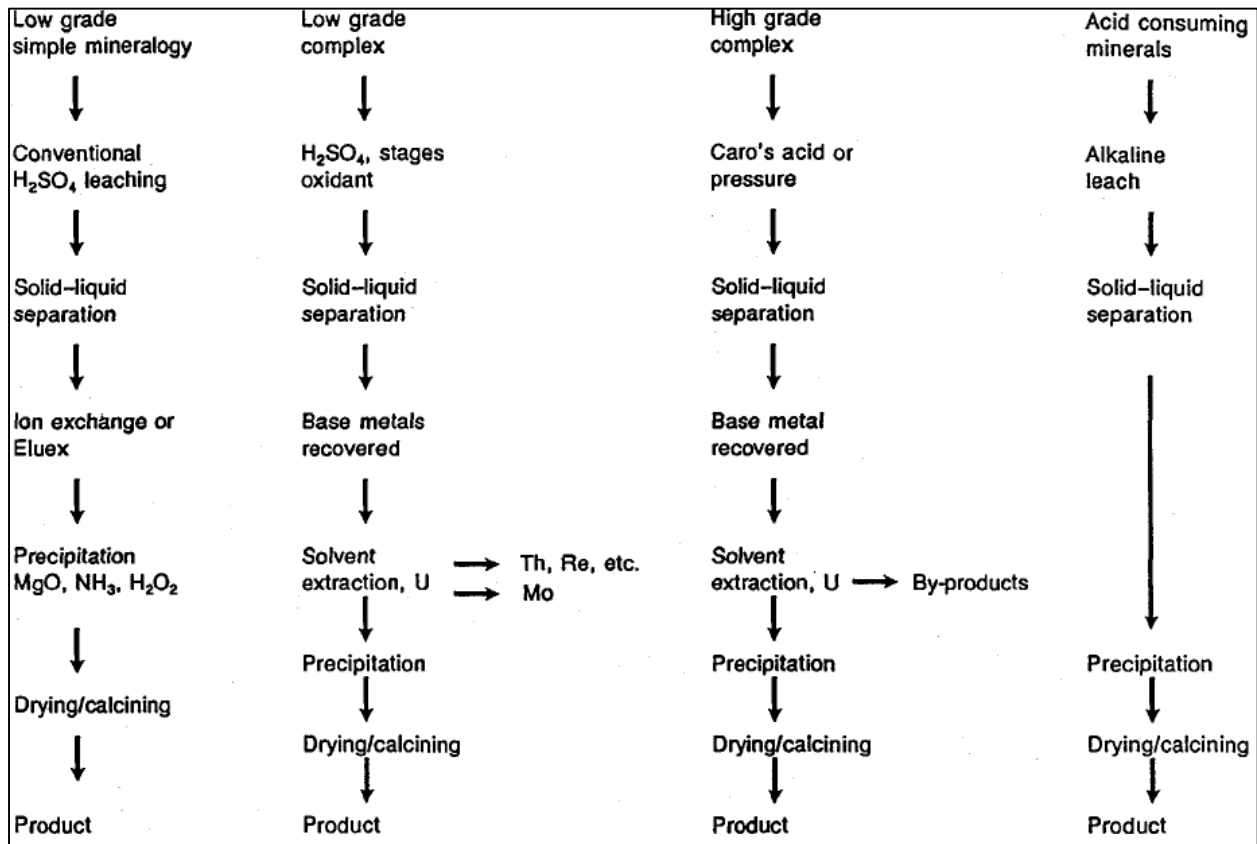 Low grade
simple mineralogy
Conventional
H₂SO₄ leaching
Solid–liquid
separation
Ion exchange or
Eluex
Precipitation
MgO, NH₃, H₂O₂
Drying/calcining
Product
Low grade
complex
H₂SO₄, stages
oxidant
Solid–liquid
separation
Base metals
recovered
Solvent
extraction, U
Th, Re, etc.
Mo
Precipitation
Drying/calcining
Product
High grade
complex
Caro's acid or
pressure
Solid–liquid
separation
Base metal
recovered
Solvent
extraction, U
By-products
Precipitation
Drying/calcining
Product
Acid consuming
minerals
Alkaline
leach
Solid–liquid
separation
Precipitation
Drying/calcining
Product